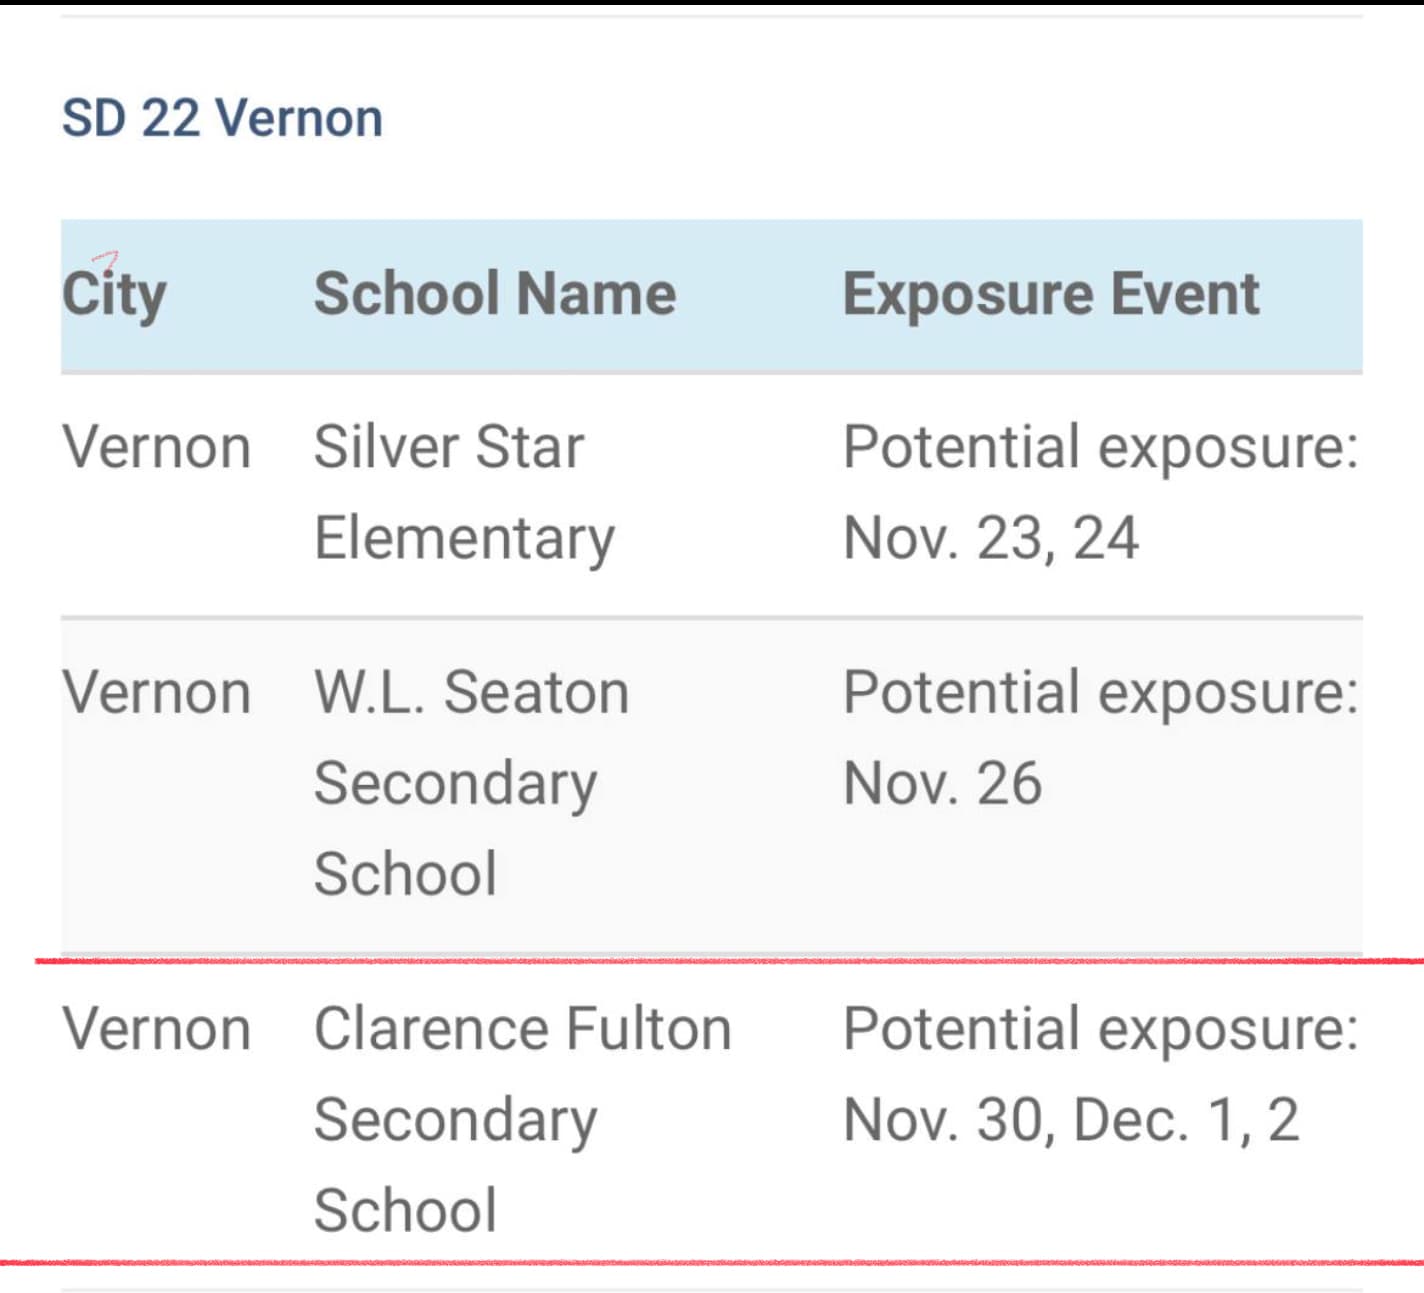 SD 22 Vernon
City School Name Exposure Event
Vernon Silver Star Potential exposure:
Elementary Nov. 23, 24
Vernon W.L. Seaton Potential exposure:
Secondary Nov. 26
School
Vernon Clarence Fulton Potential exposure:
Secondary Nov. 30, Dec. 1, 2
School